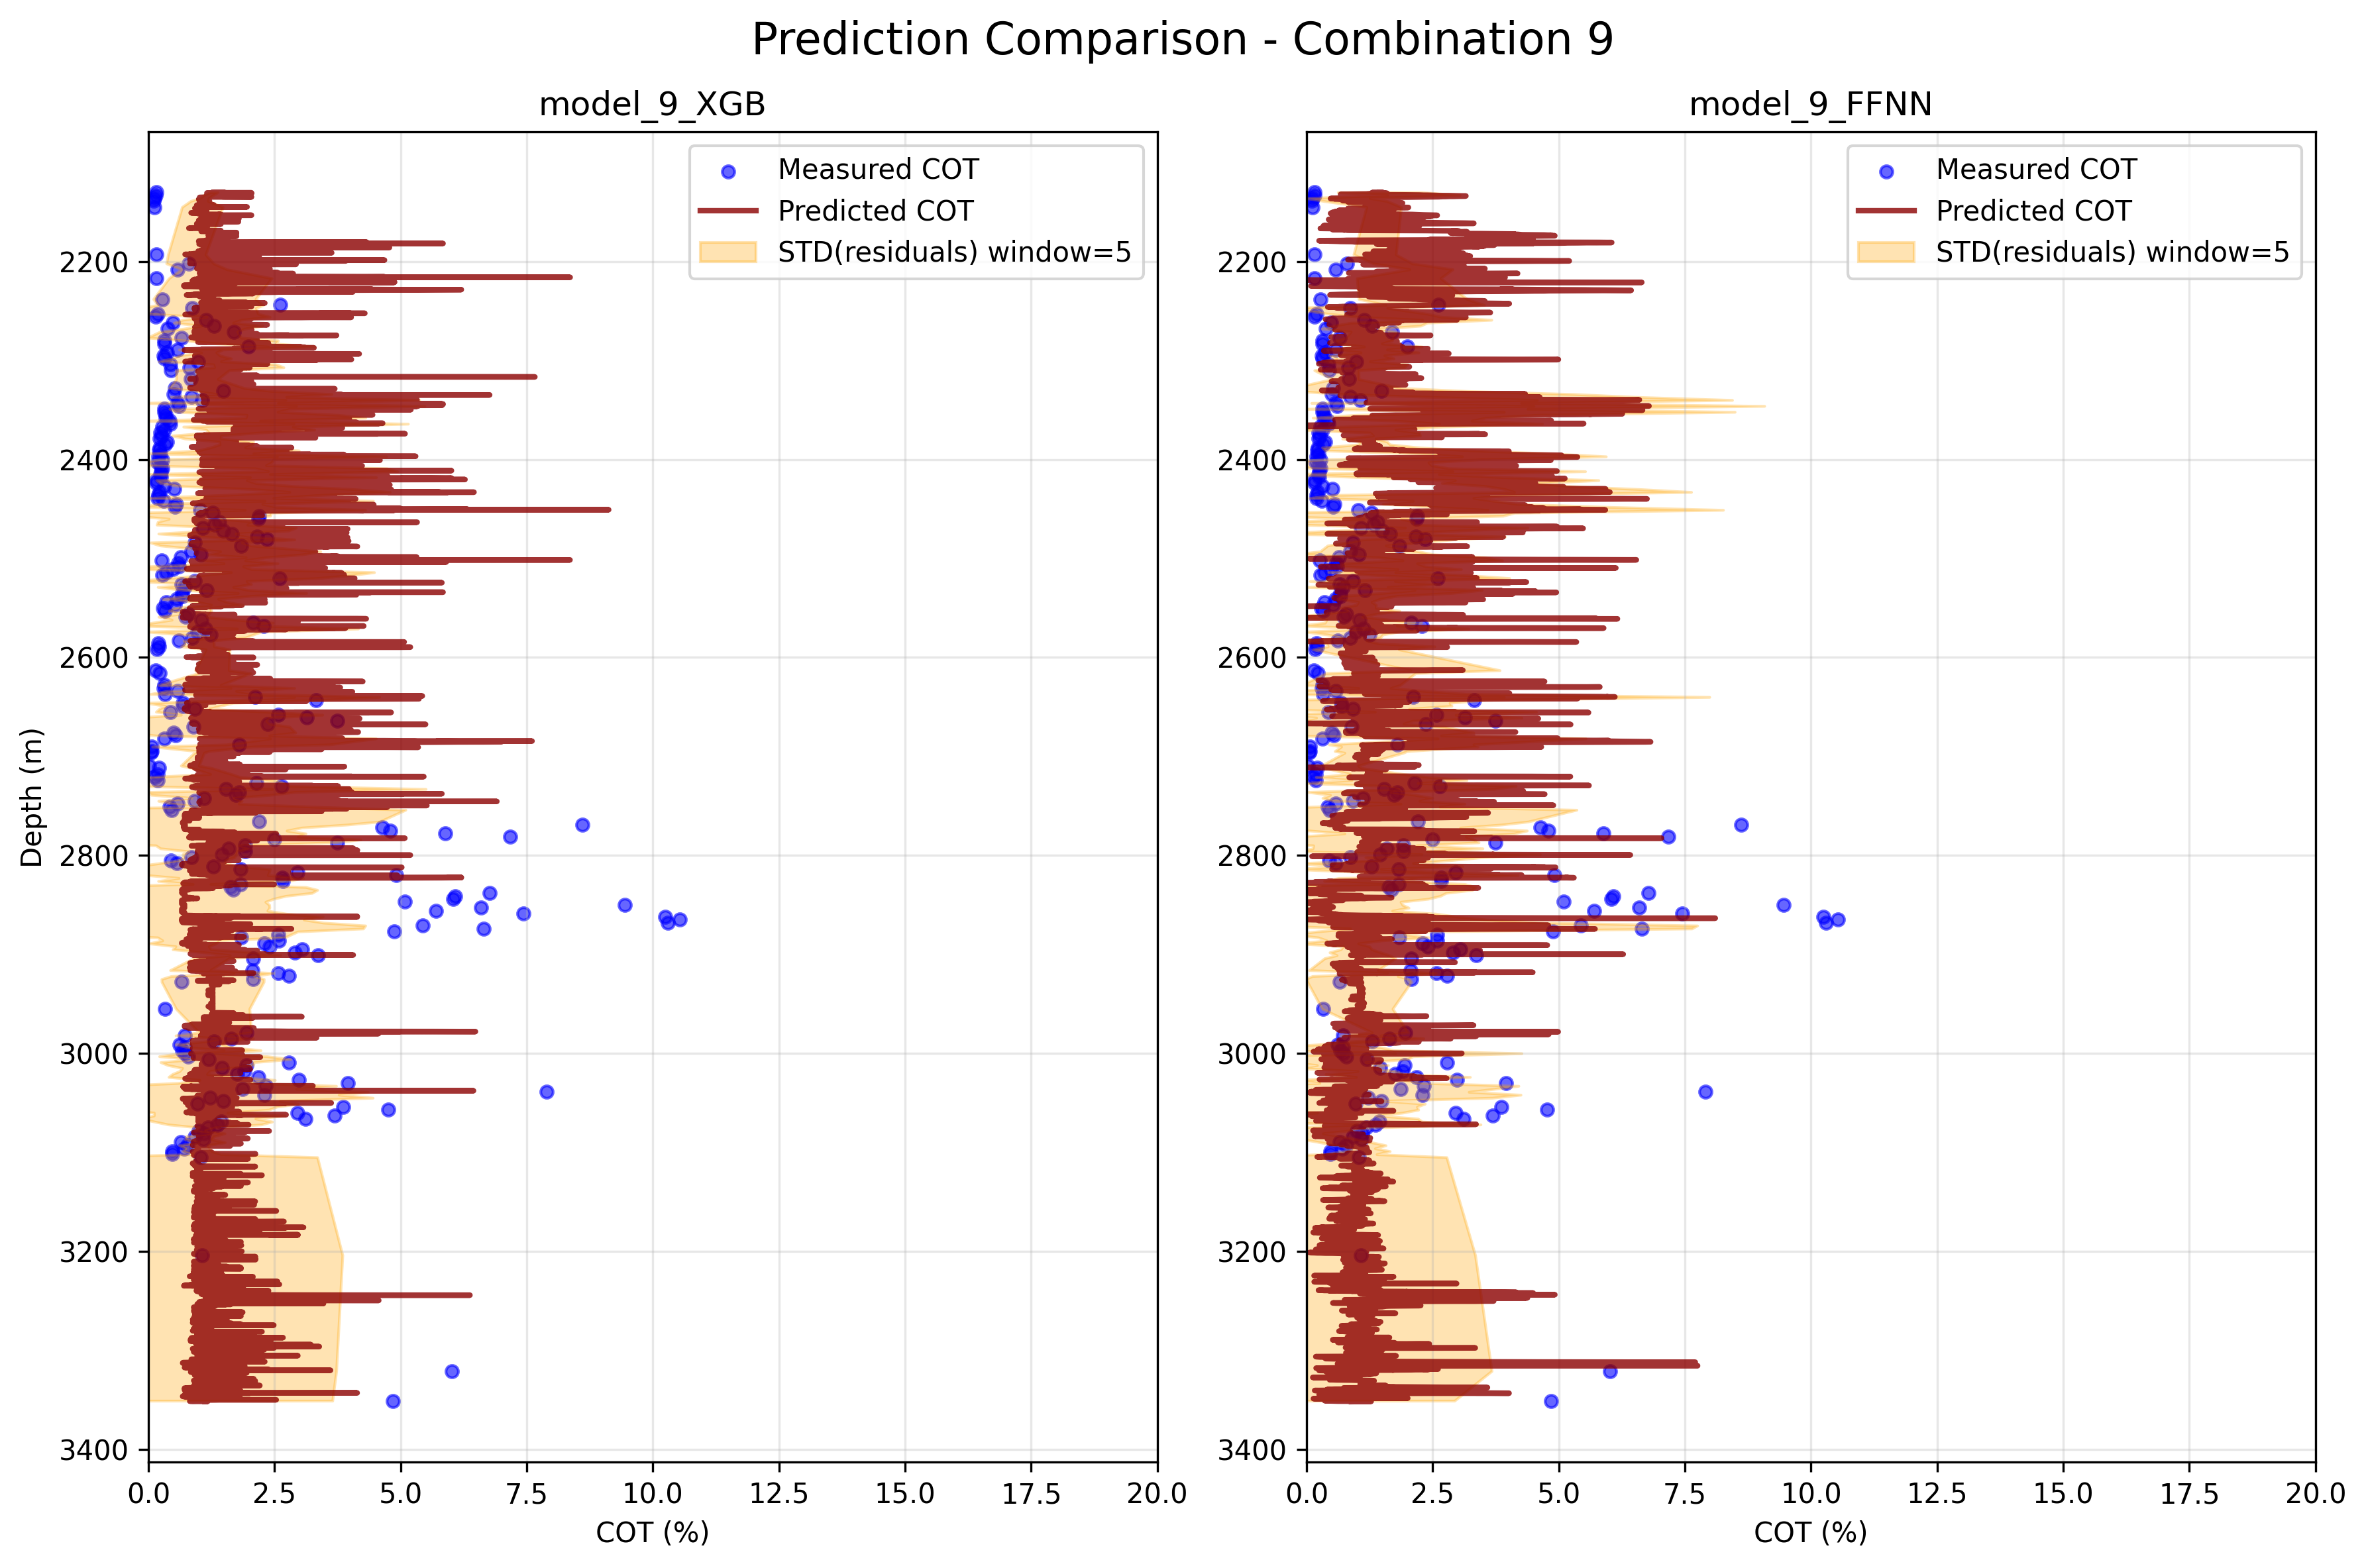 Prediction Comparison - Combination 9
model_9_XGB
Measured COT
Predicted COT
STD(residuals) window=5
Depth (m)
2200
2400
2600
2800
3000
3200
3400
0.0 2.5 5.0 7.5 10.0 12.5 15.0 17.5 20.0
COT (%)
model_9_FFNN
Measured COT
Predicted COT
STD(residuals) window=5
2200
2400
2600
2800
3000
3200
3400
0.0 2.5 5.0 7.5 10.0 12.5 15.0 17.5 20.0
COT (%)